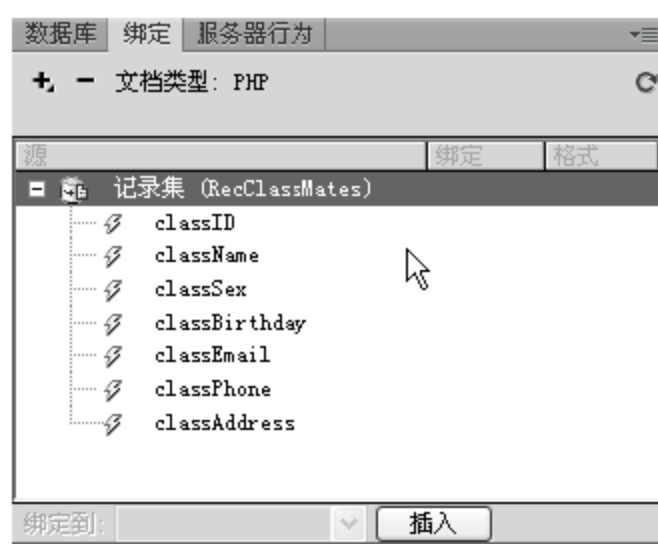 数据库 绑定 服务器行为
文档类型: PHP
源 绑定 格式
记录集 (RecClassMates)
classID
className
classSex
classBirthday
classEmail
classPhone
classAddress
绑定到: 插入